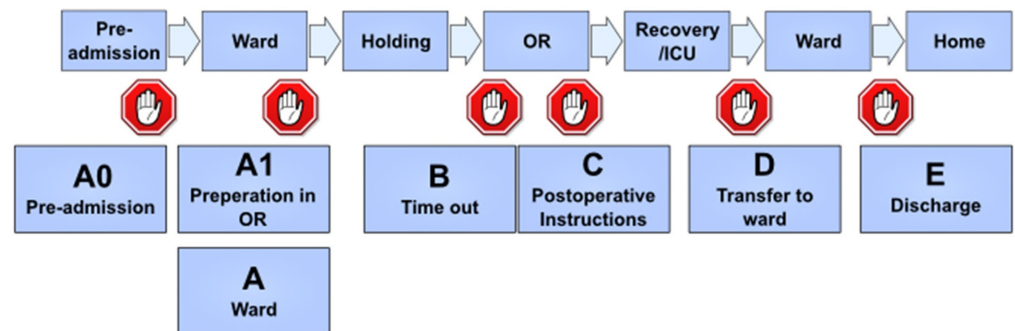 Pre-
admission
Ward
Holding
OR
Recovery
/ICU
Ward
Home
A0
Pre-admission
A1
Preperation in
OR
B
Time out
C
Postoperative
Instructions
D
Transfer to
ward
E
Discharge
A
Ward